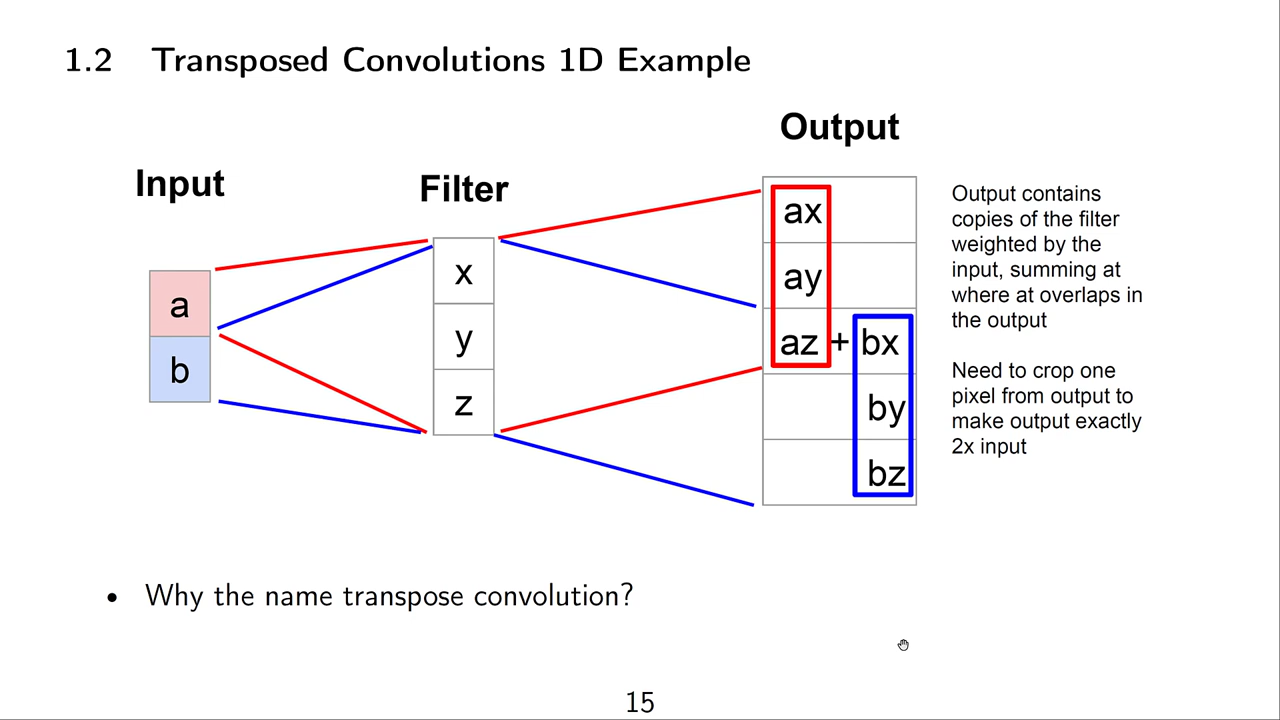 1.2 Transposed Convolutions 1D Example
Input
a
b
Filter
x
y
z
Output
ax
ay
az + bx
by
bz
Output contains
copies of the filter
weighted by the
input, summing at
where at overlaps in
the output
Need to crop one
pixel from output to
make output exactly
2x input
• Why the name transpose convolution?
15